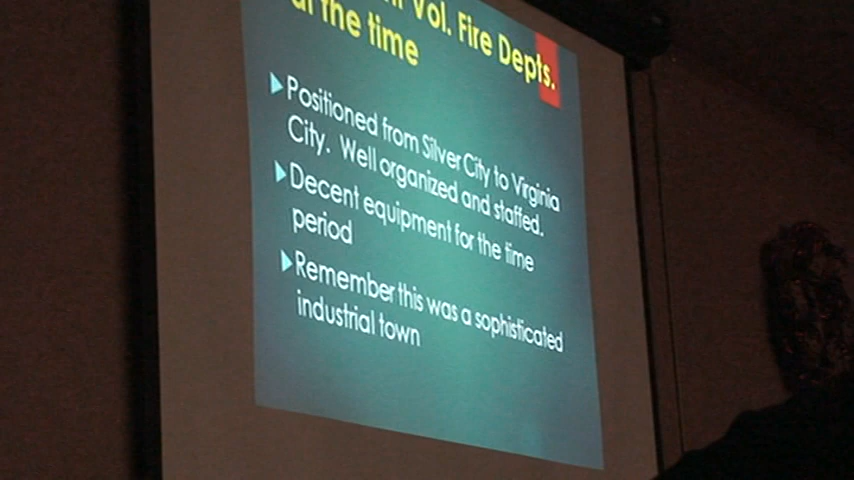 Vol. Fire Depts.
at the time
Positioned from Silver City to Virginia
City. Well organized and staffed.
Decent equipment for the time
period
Remember this was a sophisticated
industrial town